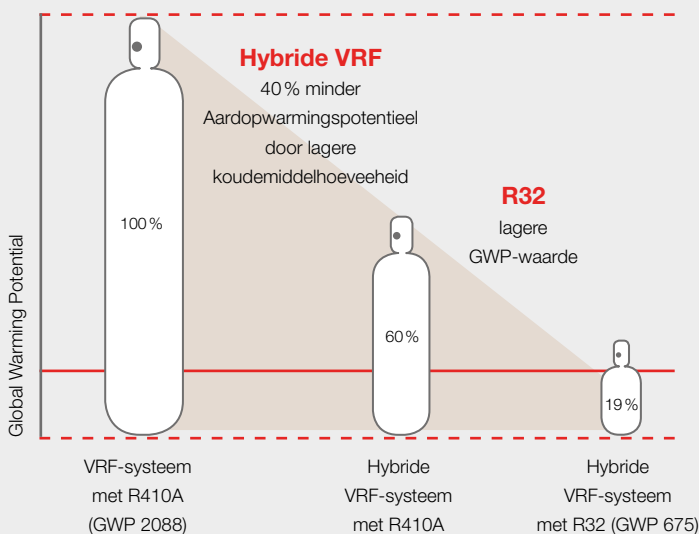 Hybride VRF
40 % minder
Aardopwarmingspotentieel
door lagere
koudemiddelhoeveeheid
R32
lagere
GWP-waarde
100 %
60 %
19 %
Global Warming Potential
VRF-systeem
met R410A
(GWP 2088)
Hybride
VRF-systeem
met R410A
Hybride
VRF-systeem
met R32 (GWP 675)